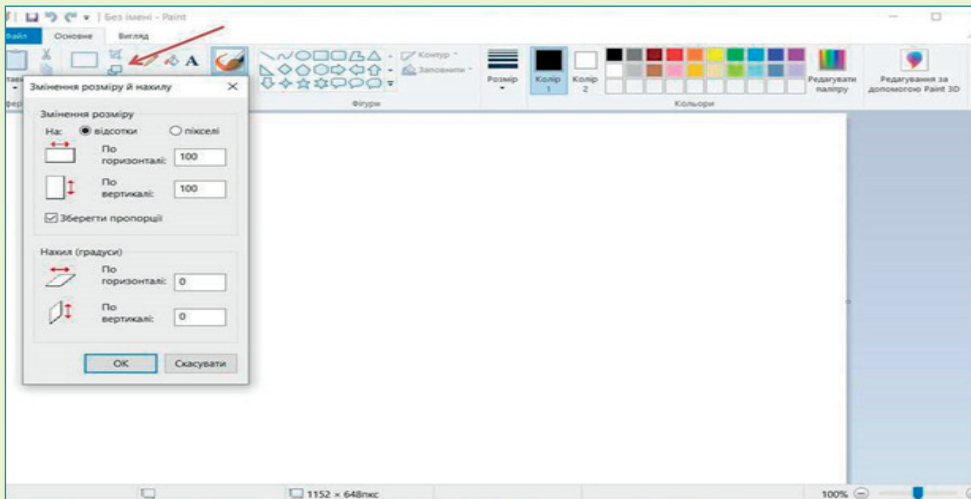 Без імені - Paint
Файл Основне Вигляд
Контур
Заповнити
Розмір
Колір 1
Колір 2
Редагувати палітру
Редагування за допомогою Paint 3D
Фігури
Кольори
Змінення розміру й нахилу
Змінення розміру
На: відсотки пікселі
По горизонталі: 100
По вертикалі: 100
Зберегти пропорції
Нахил (градуси)
По горизонталі: 0
По вертикалі: 0
ОК Скасувати
1152 × 648пкс
100%